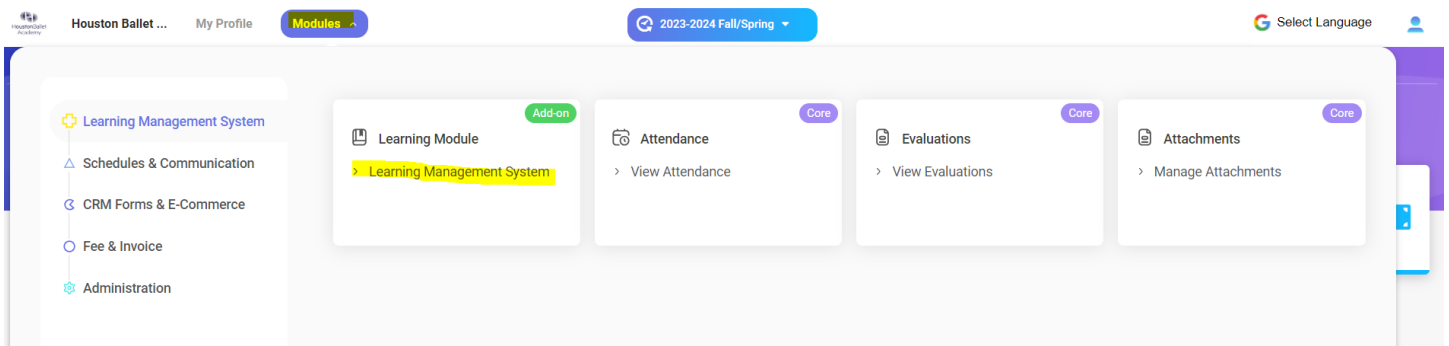 HoustonBallet
Academy
Houston Ballet ...
My Profile
Modules
2023-2024 Fall/Spring
Select Language
Learning Management System
Schedules & Communication
CRM Forms & E-Commerce
Fee & Invoice
Administration
Add-on
Learning Module
> Learning Management System
Core
Attendance
> View Attendance
Core
Evaluations
> View Evaluations
Core
Attachments
> Manage Attachments